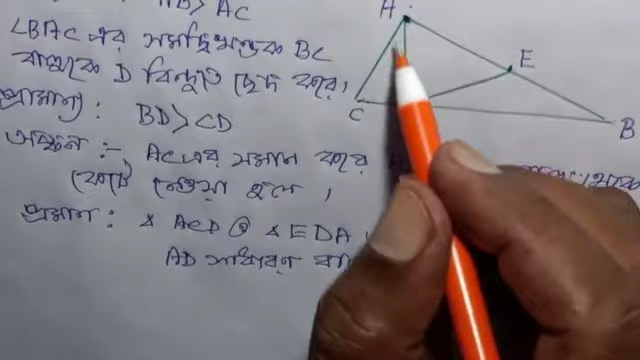 AB > AC
∠BAC এর সমদ্বিখণ্ডক BC
বাহুকে D বিন্দুতে ছেদ করে।
প্রমাণ্য : BD > CD
অঙ্কন :- AC এর সমান করে
কেটে নেওয়া হল।
প্রমাণ : Δ ACD ও Δ EDA
AD সাধারণ
A
E
C
B